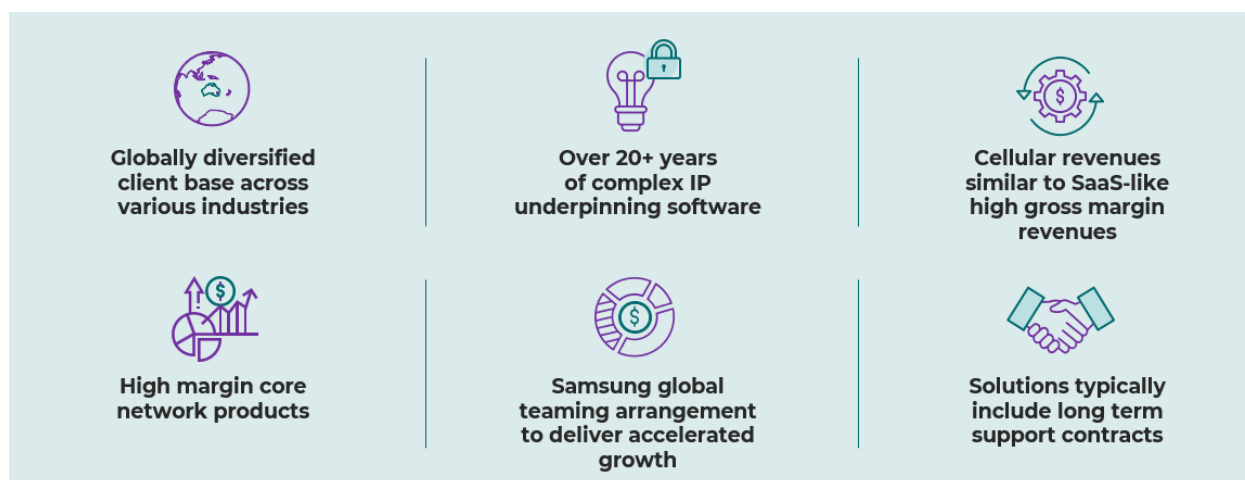 Globally diversified
client base across
various industries
Over 20+ years
of complex IP
underpinning software
Cellular revenues
similar to SaaS-like
high gross margin
revenues
High margin core
network products
Samsung global
teaming arrangement
to deliver accelerated
growth
Solutions typically
include long term
support contracts